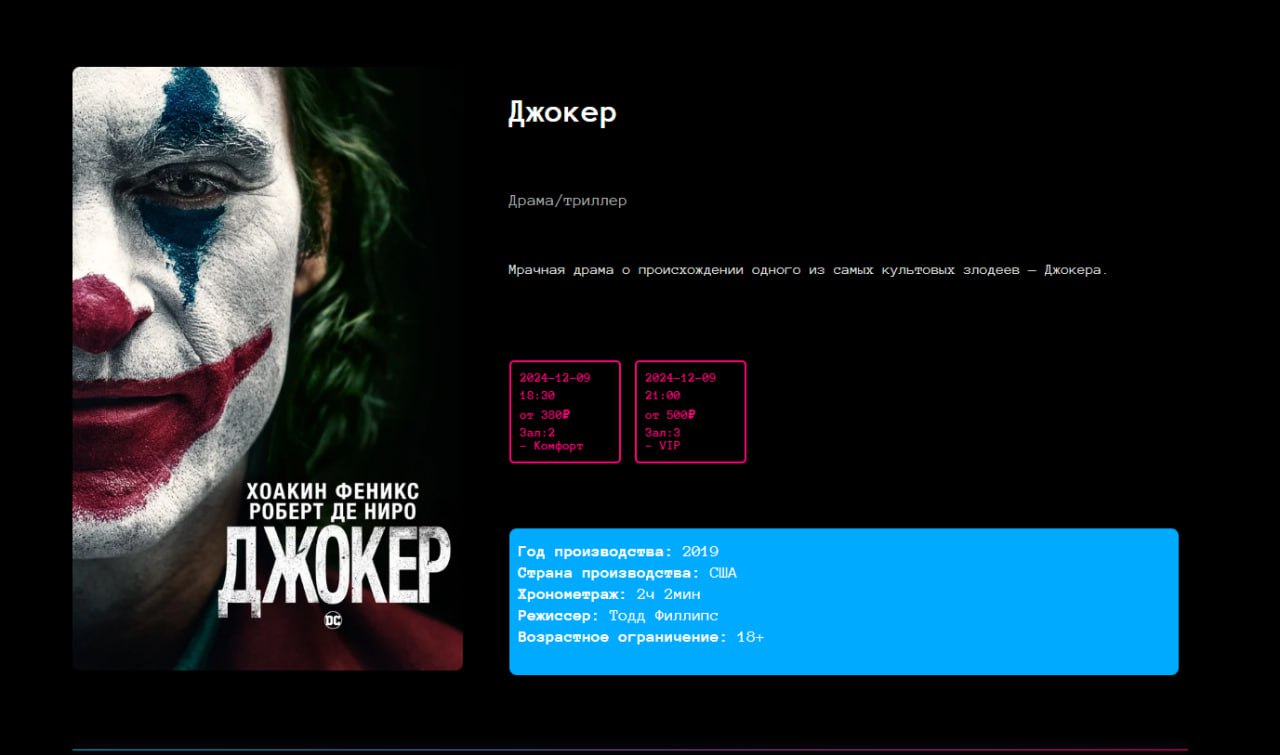 ХОАКИН ФЕНИКС
РОБЕРТ ДЕ НИРО
ДЖОКЕР
DC
Джокер
Драма/триллер
Мрачная драма о происхождении одного из самых культовых злодеев — Джокера.
2024-12-09
18:30
от 380₽
Зал:2
- Комфорт
2024-12-09
21:00
от 500₽
Зал:3
- VIP
Год производства: 2019
Страна производства: США
Хронометраж: 2ч 2мин
Режиссер: Тодд Филлипс
Возрастное ограничение: 18+